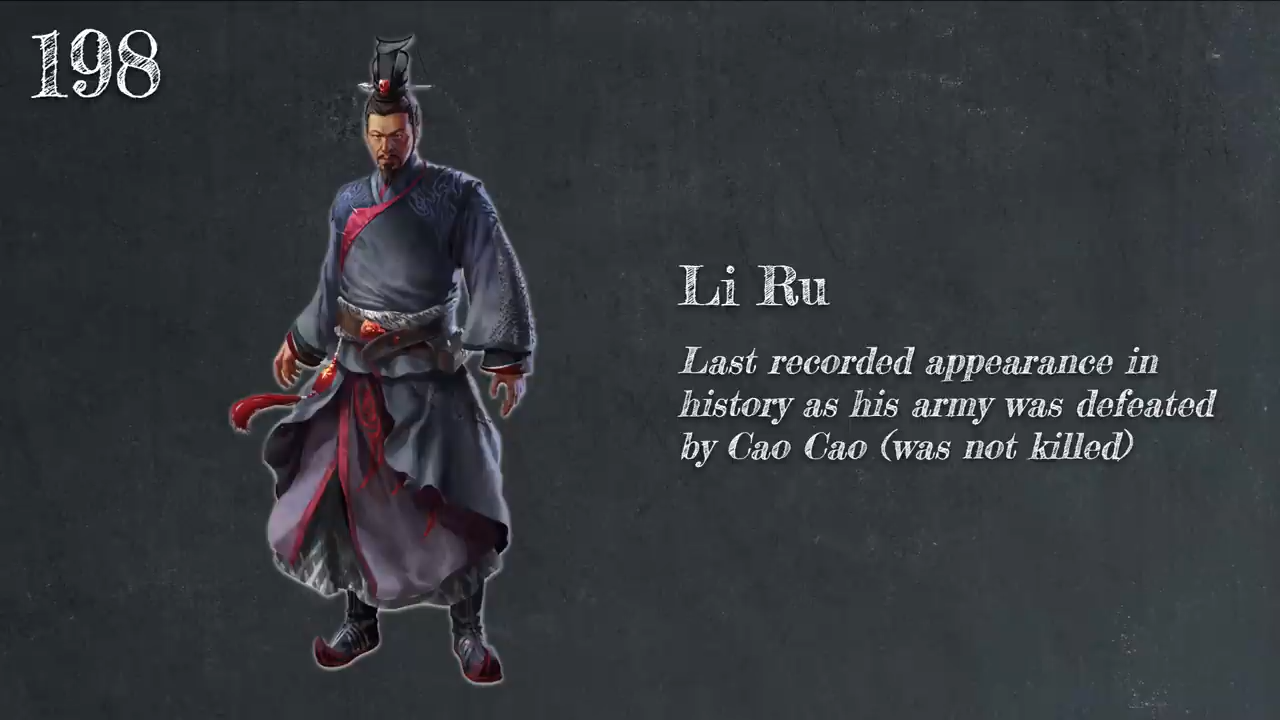 198
Li Ru
Last recorded appearance in
history as his army was defeated
by Cao Cao (was not killed)